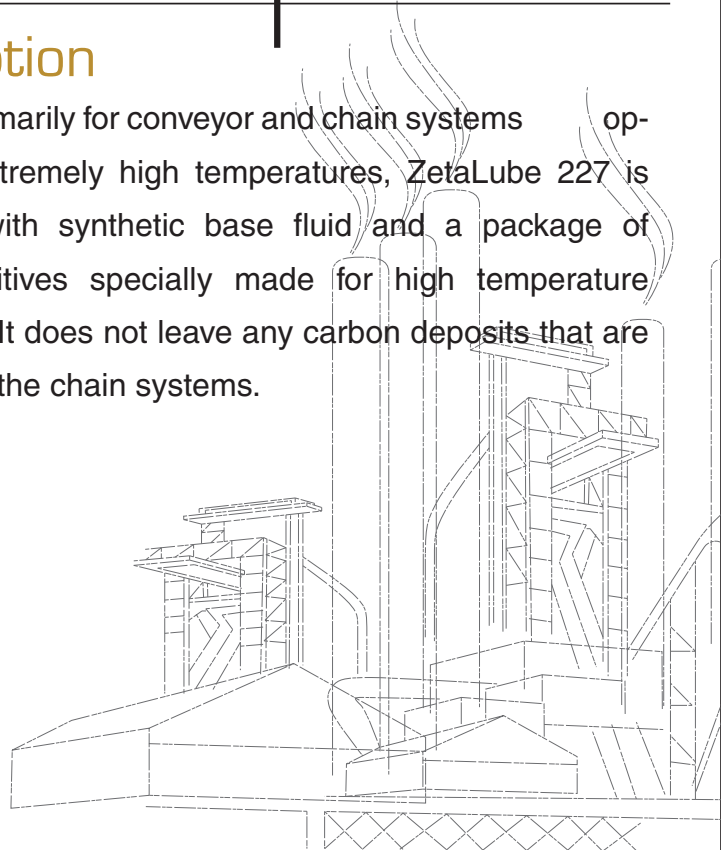 ption
marily for conveyor and chain systems op-
tremely high temperatures, ZetaLube 227 is
with synthetic base fluid and a package of
itives specially made for high temperature
It does not leave any carbon deposits that are
the chain systems.